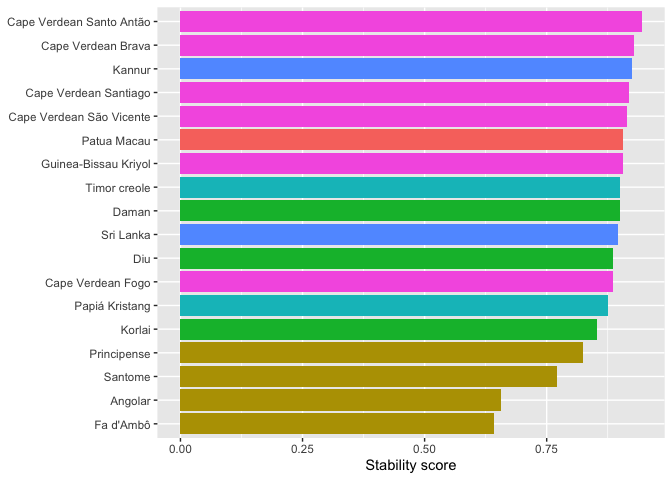 Cape Verdean Santo Antão
Cape Verdean Brava
Kannur
Cape Verdean Santiago
Cape Verdean São Vicente
Patua Macau
Guinea-Bissau Kriyol
Timor creole
Daman
Sri Lanka
Diu
Cape Verdean Fogo
Papiá Kristang
Korlai
Principense
Santome
Angolar
Fa d'Ambô
0.00 0.25 0.50 0.75
Stability score